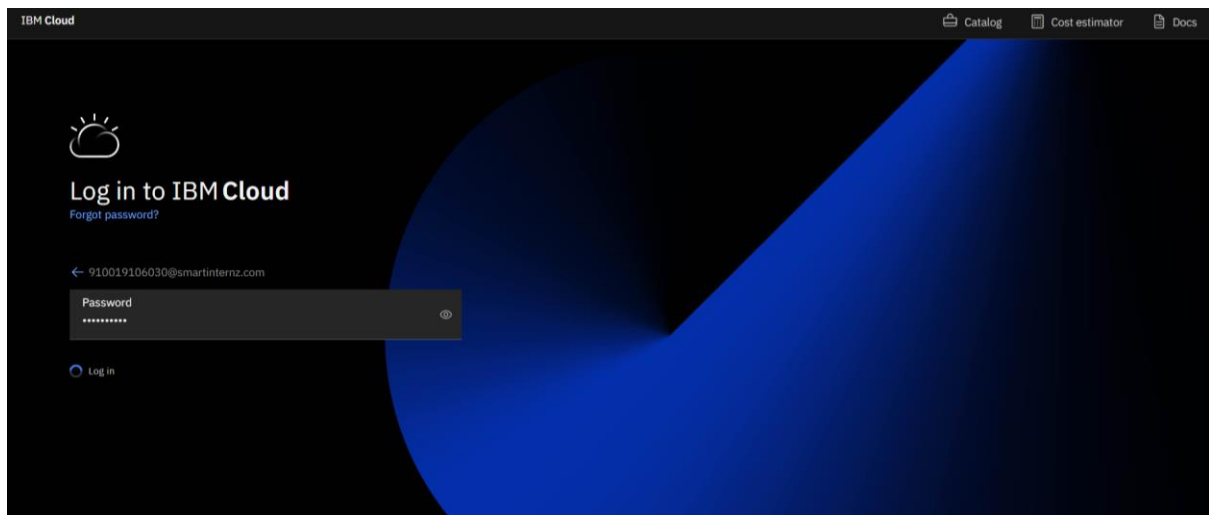 IBM Cloud Catalog Cost estimator Docs
Log in to IBM Cloud
Forgot password?
← 910019106030@smartinternz.com
Password
••••••••••
Log in